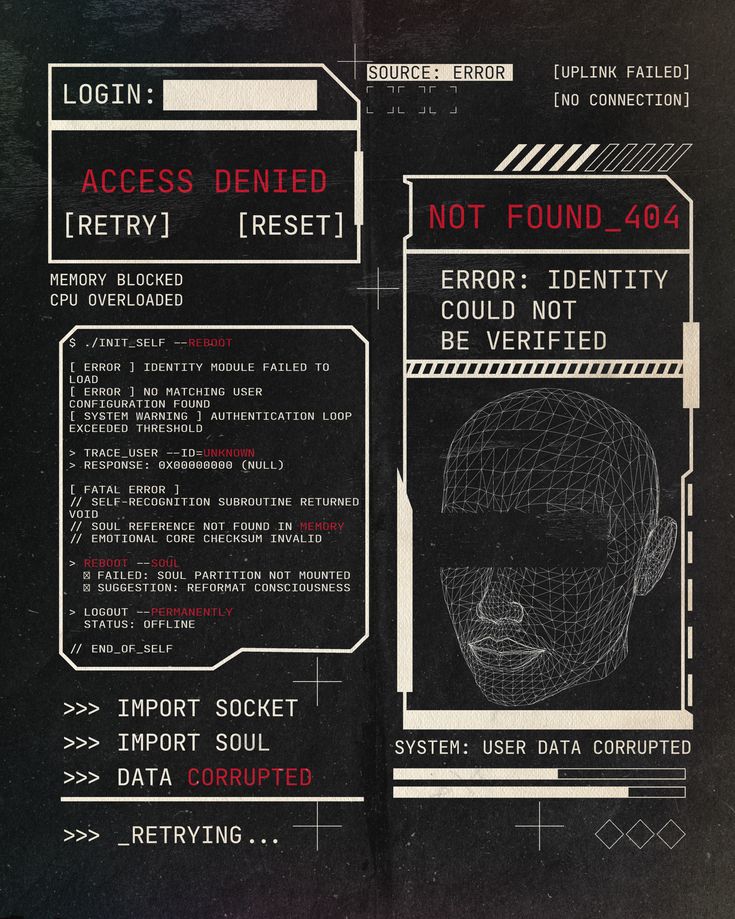 LOGIN:
ACCESS DENIED
[RETRY] [RESET]
MEMORY BLOCKED
CPU OVERLOADED
SOURCE: ERROR
[UPLINK FAILED]
[NO CONNECTION]
NOT FOUND_404
ERROR: IDENTITY
COULD NOT
BE VERIFIED
$ ./INIT_SELF --REBOOT
[ ERROR ] IDENTITY MODULE FAILED TO
LOAD
[ ERROR ] NO MATCHING USER
CONFIGURATION FOUND
[ SYSTEM WARNING ] AUTHENTICATION LOOP
EXCEEDED THRESHOLD
> TRACE_USER --ID=UNKNOWN
> RESPONSE: 0X00000000 (NULL)
[ FATAL ERROR ]
// SELF-RECOGNITION SUBROUTINE RETURNED
VOID
// SOUL REFERENCE NOT FOUND IN MEMORY
// EMOTIONAL CORE CHECKSUM INVALID
> REBOOT --SOUL
☒ FAILED: SOUL PARTITION NOT MOUNTED
☒ SUGGESTION: REFORMAT CONSCIOUSNESS
> LOGOUT --PERMANENTLY
STATUS: OFFLINE
// END_OF_SELF
>>> IMPORT SOCKET
>>> IMPORT SOUL
>>> DATA CORRUPTED
>>> _RETRYING...
SYSTEM: USER DATA CORRUPTED